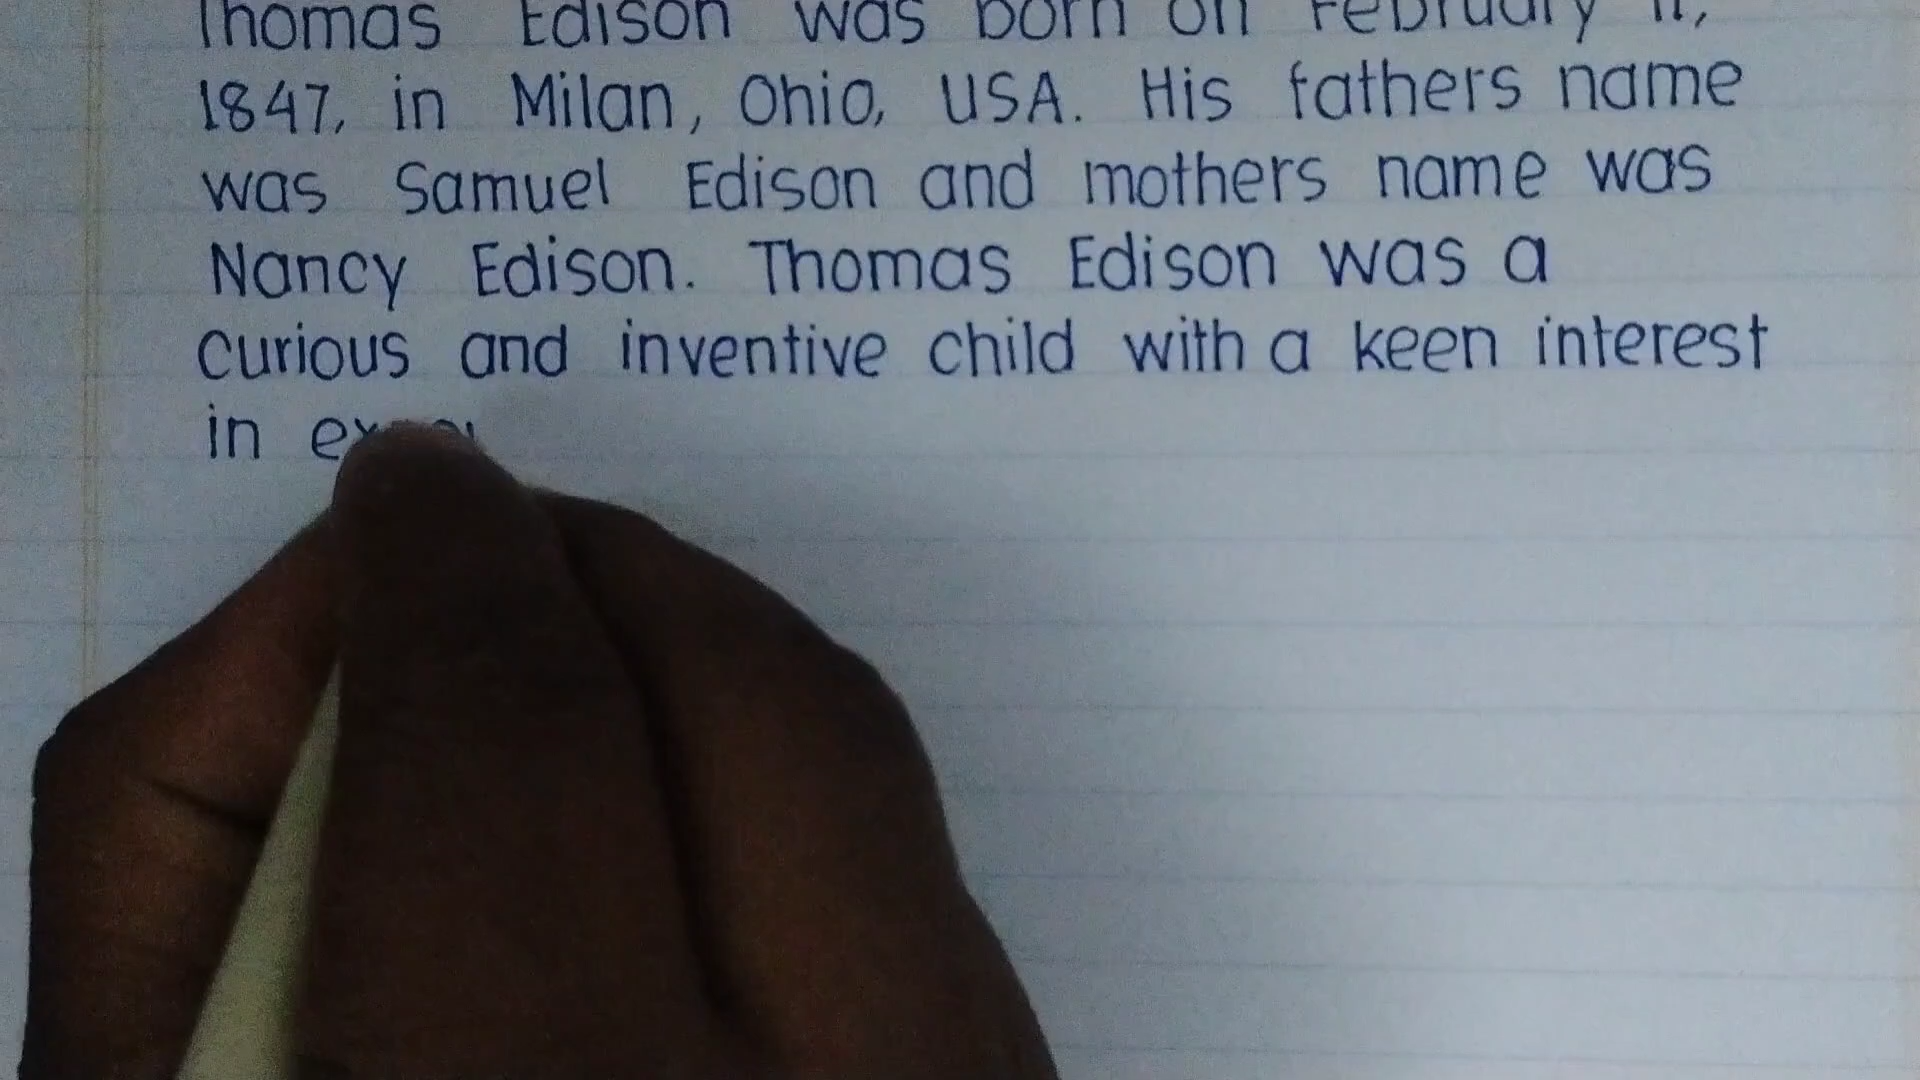 Thomas Edison was born on February 11,
1847, in Milan, Ohio, USA. His fathers name
was Samuel Edison and mothers name was
Nancy Edison. Thomas Edison was a
curious and inventive child with a keen interest
in